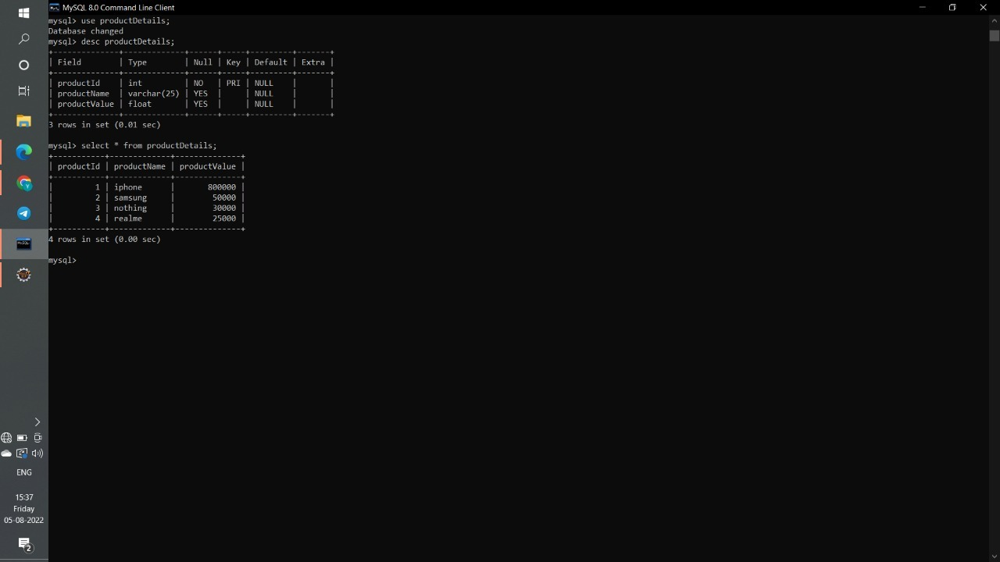 MySQL 8.0 Command Line Client
mysql> use productDetails;
Database changed
mysql> desc productDetails;
+--------------+-------------+------+-----+---------+-------+
| Field        | Type        | Null | Key | Default | Extra |
+--------------+-------------+------+-----+---------+-------+
| productId    | int         | NO   | PRI | NULL    |       |
| productName  | varchar(25) | YES  |     | NULL    |       |
| productValue | float       | YES  |     | NULL    |       |
+--------------+-------------+------+-----+---------+-------+
3 rows in set (0.01 sec)
mysql> select * from productDetails;
+-----------+-------------+--------------+
| productId | productName | productValue |
+-----------+-------------+--------------+
|         1 | iphone      |       800000 |
|         2 | samsung     |        50000 |
|         3 | nothing     |        30000 |
|         4 | realme      |        25000 |
+-----------+-------------+--------------+
4 rows in set (0.00 sec)
mysql>
ENG
15:37
Friday
05-08-2022
2